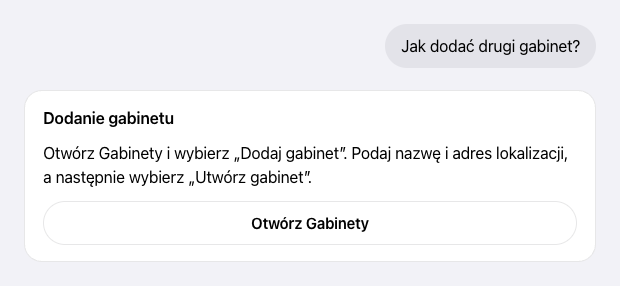 Jak dodać drugi gabinet?
Dodanie gabinetu
Otwórz Gabinety i wybierz „Dodaj gabinet”. Podaj nazwę i adres lokalizacji,
a następnie wybierz „Utwórz gabinet”.
Otwórz Gabinety